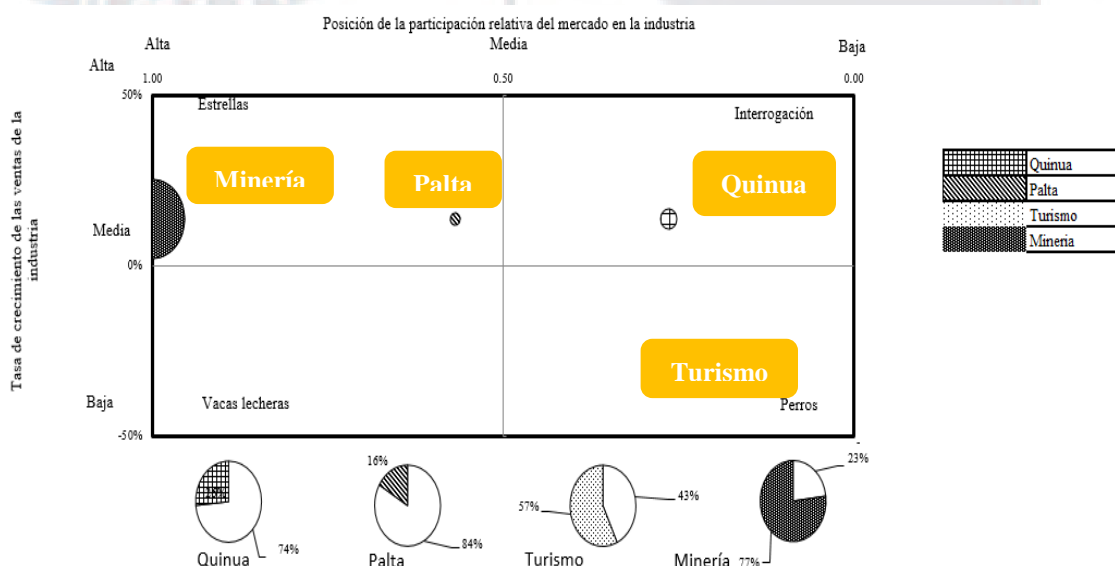 Posición de la participación relativa del mercado en la industria
Alta
Media
Baja
Alta
1.00
0.50
0.00
50%
Estrellas
Interrogación
Minería
Palta
Quinua
Quinua
Palta
Turismo
Mineria
Tasa de crecimiento de las ventas de la
industria
Media
0%
Turismo
Baja
Vacas lecheras
Perros
-50%
-
16%
23%
57%
43%
74%
84%
77%
Quinua
Palta
Turismo
Minería